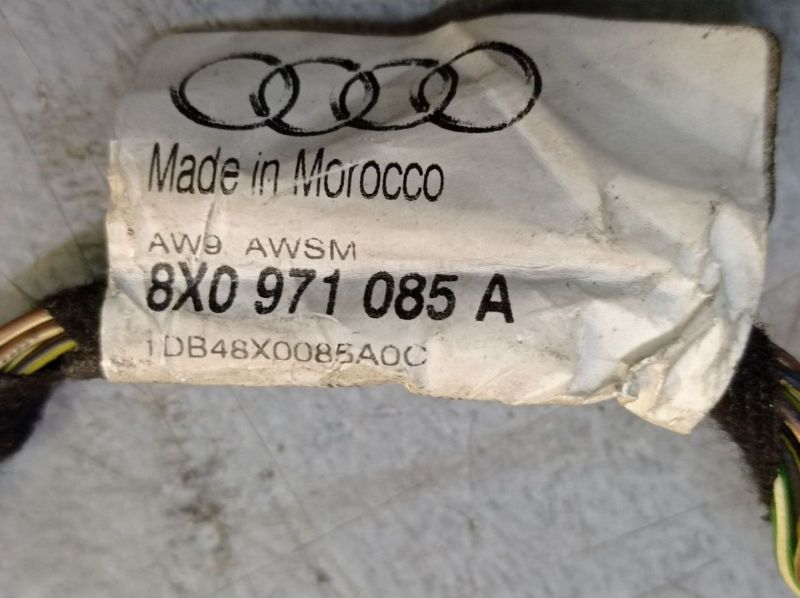 Made in Morocco
AW9 AWSM
8X0 971 085 A
1DB48X0085A0C